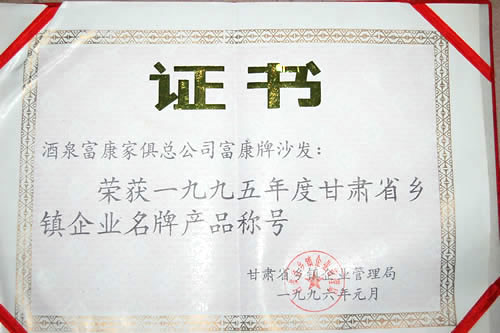 证书
酒泉富康家俱总公司富康牌沙发：
荣获一九九五年度甘肃省乡
镇企业名牌产品称号
甘肃省乡镇企业管理局
一九九六年元月